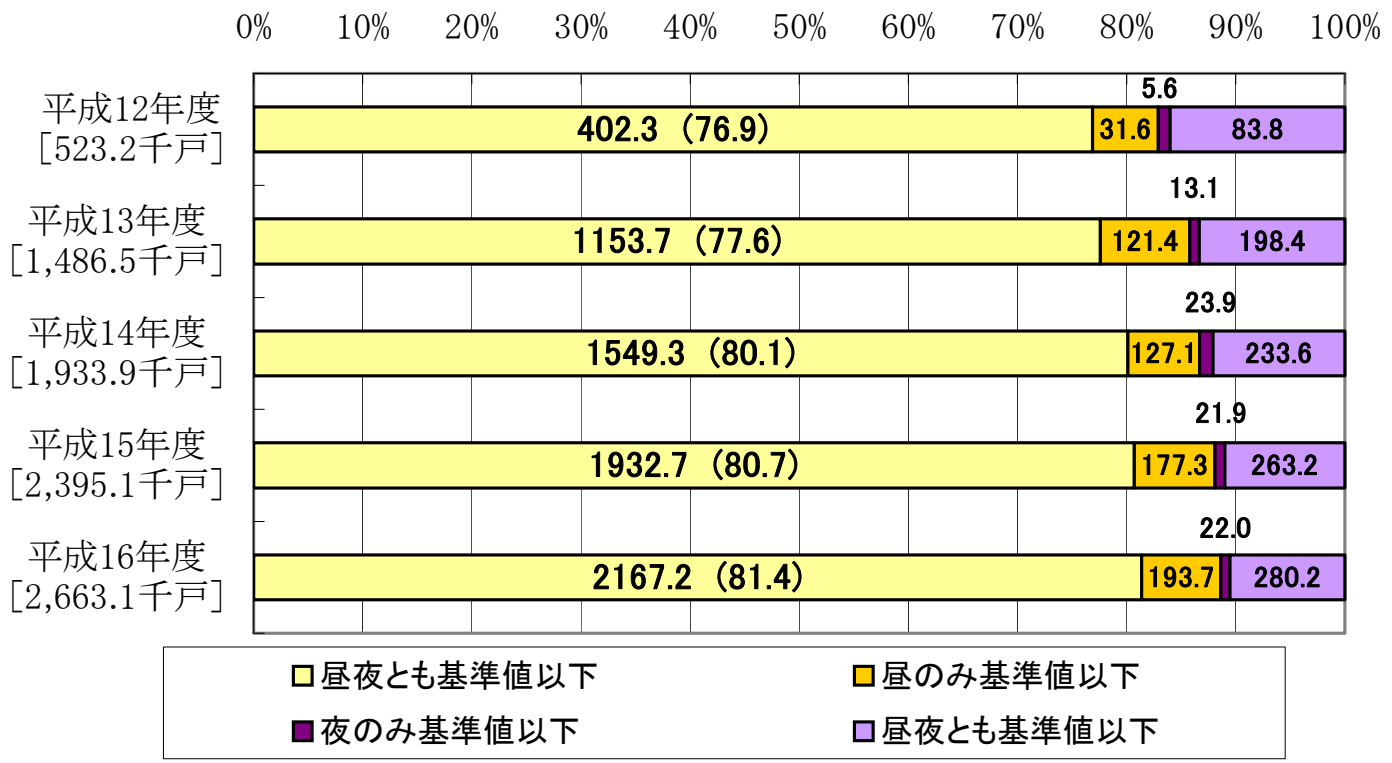 0% 10% 20% 30% 40% 50% 60% 70% 80% 90% 100%
5.6
平成12年度
[523.2千戸]
402.3 (76.9) 31.6 83.8
13.1
平成13年度
[1,486.5千戸]
1153.7 (77.6) 121.4 198.4
23.9
平成14年度
[1,933.9千戸]
1549.3 (80.1) 127.1 233.6
21.9
平成15年度
[2,395.1千戸]
1932.7 (80.7) 177.3 263.2
22.0
平成16年度
[2,663.1千戸]
2167.2 (81.4) 193.7 280.2
昼夜とも基準値以下 昼のみ基準値以下
夜のみ基準値以下 昼夜とも基準値以下